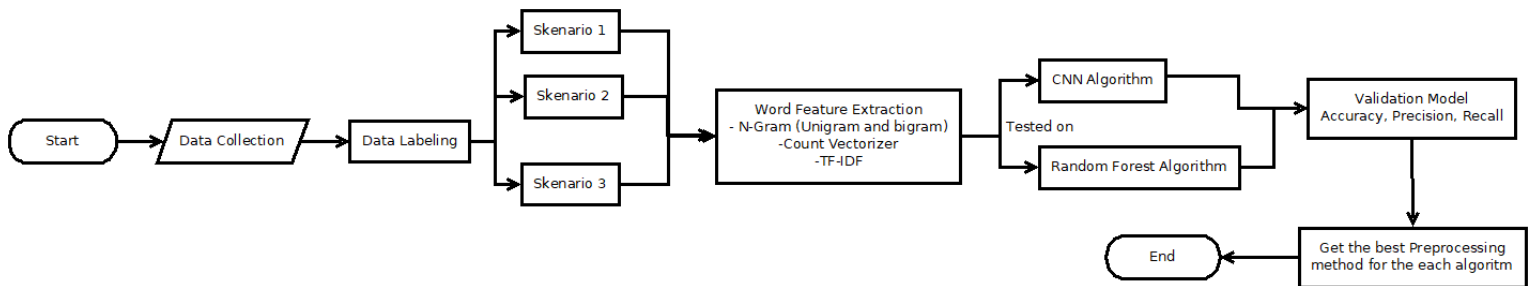 Start
Data Collection
Data Labeling
Skenario 1
Skenario 2
Skenario 3
Word Feature Extraction
- N-Gram (Unigram and bigram)
-Count Vectorizer
-TF-IDF
Tested on
CNN Algorithm
Random Forest Algorithm
Validation Model
Accuracy, Precision, Recall
Get the best Preprocessing
method for the each algoritm
End